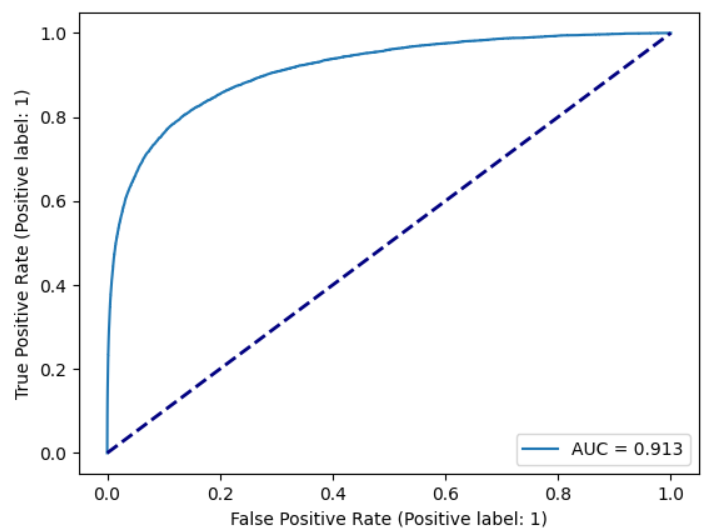 1.0
0.8
0.6
0.4
0.2
0.0
True Positive Rate (Positive label: 1)
AUC = 0.913
0.0 0.2 0.4 0.6 0.8 1.0
False Positive Rate (Positive label: 1)